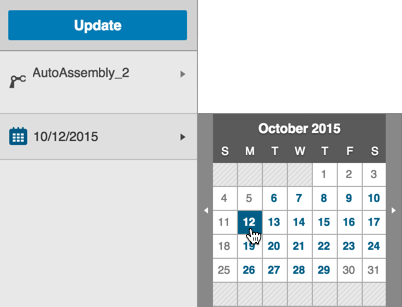 Update
AutoAssembly_2
10/12/2015
October 2015
S M T W T F S
1 2 3
4 5 6 7 8 9 10
11 12 13 14 15 16 17
18 19 20 21 22 23 24
25 26 27 28 29 30 31